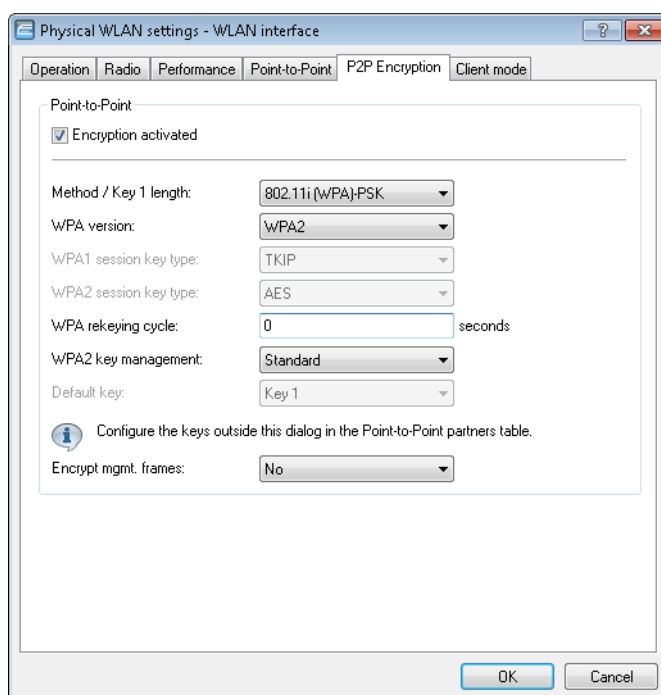 Physical WLAN settings - WLAN interface
Operation Radio Performance Point-to-Point P2P Encryption Client mode
Point-to-Point
Encryption activated
Method / Key 1 length: 802.11i (WPA)-PSK
WPA version: WPA2
WPA1 session key type: TKIP
WPA2 session key type: AES
WPA rekeying cycle: 0 seconds
WPA2 key management: Standard
Default key: Key 1
Configure the keys outside this dialog in the Point-to-Point partners table.
Encrypt mgmt. frames: No
OK Cancel